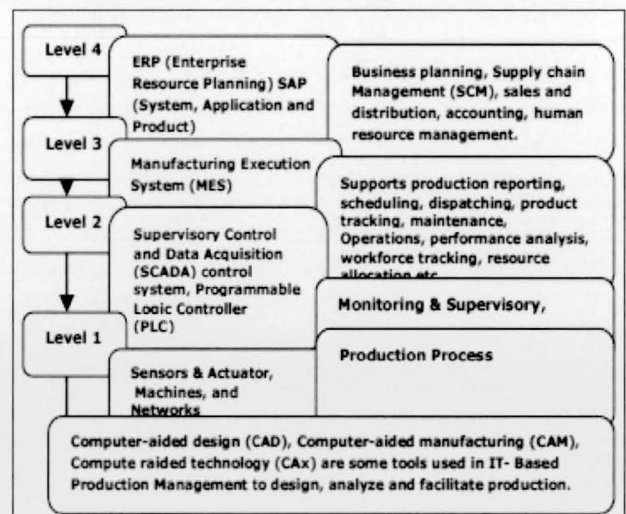 Level 4
ERP (Enterprise
Resource Planning) SAP
(System, Application and
Product)
Business planning, Supply chain
Management (SCM), sales and
distribution, accounting, human
resource management.
Level 3
Manufacturing Execution
System (MES)
Supports production reporting,
scheduling, dispatching, product
tracking, maintenance,
Operations, performance analysis,
workforce tracking, resource
allocation etc
Level 2
Supervisory Control
and Data Acquisition
(SCADA) control
system, Programmable
Logic Controller
(PLC)
Monitoring & Supervisory,
Level 1
Sensors & Actuator,
Machines, and
Networks
Production Process
Computer-aided design (CAD), Computer-aided manufacturing (CAM),
Compute raided technology (CAx) are some tools used in IT- Based
Production Management to design, analyze and facilitate production.